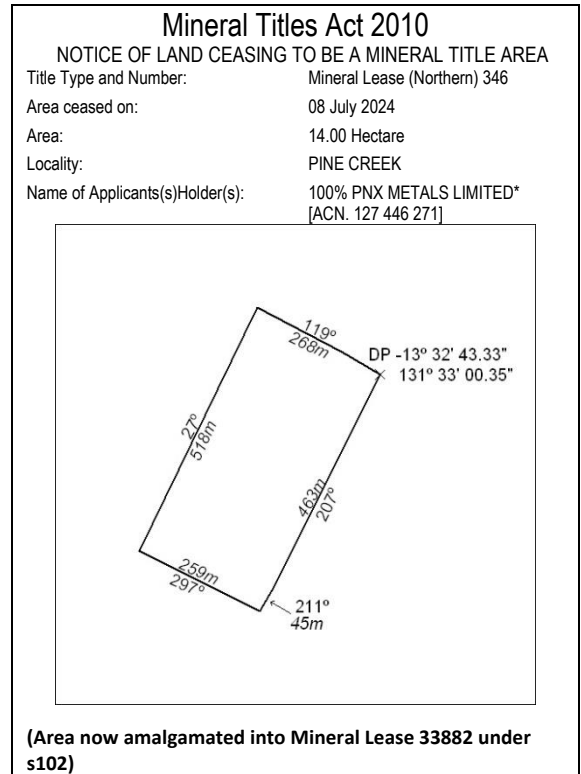 Mineral Titles Act 2010
NOTICE OF LAND CEASING TO BE A MINERAL TITLE AREA
Title Type and Number: Mineral Lease (Northern) 346
Area ceased on: 08 July 2024
Area: 14.00 Hectare
Locality: PINE CREEK
Name of Applicants(s)Holder(s): 100% PNX METALS LIMITED*
[ACN. 127 446 271]
119º
268m
DP -13º 32' 43.33"
131º 33' 00.35"
27º
518m
463m
207º
259m
297º
211º
45m
(Area now amalgamated into Mineral Lease 33882 under
s102)